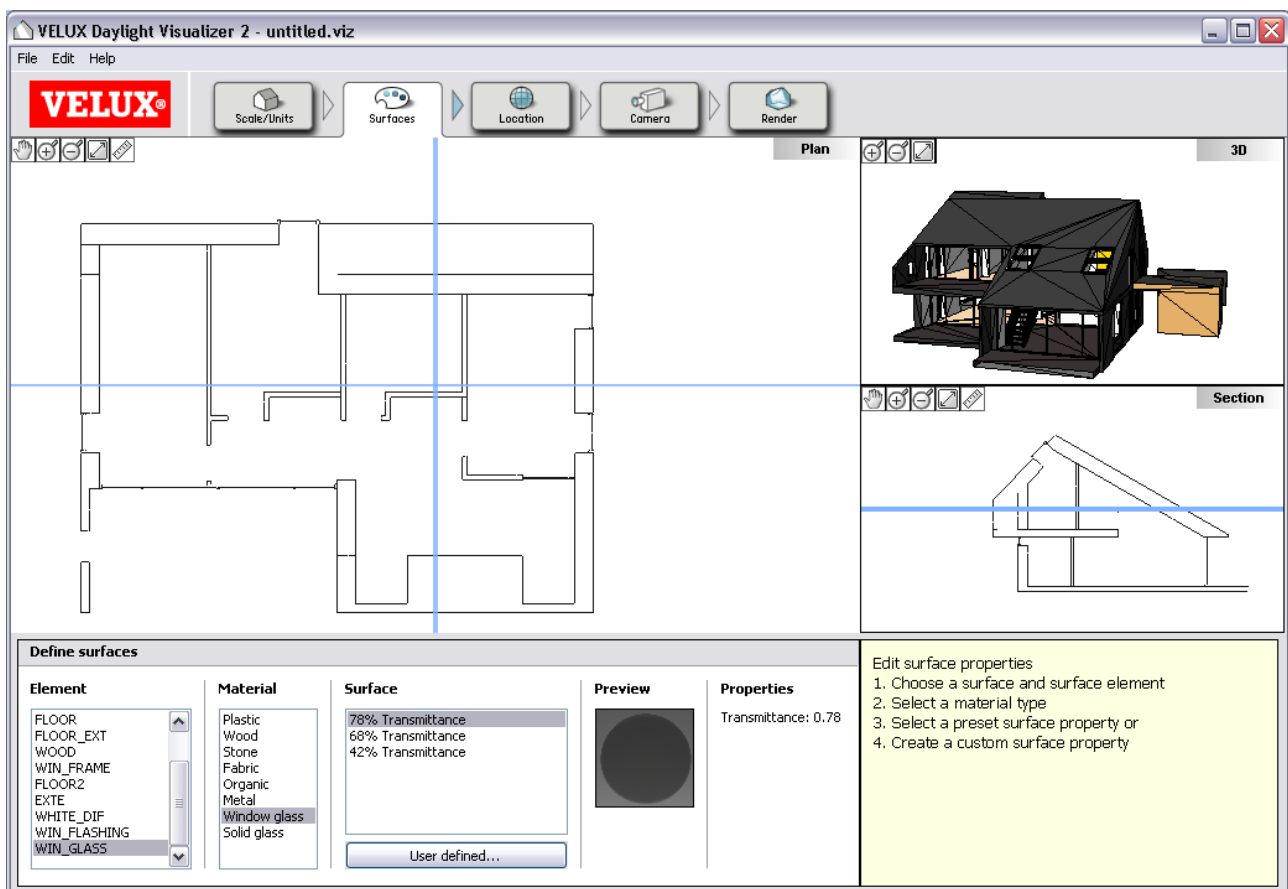 VELUX Daylight Visualizer 2 - untitled.viz
File Edit Help
VELUX®
Scale/Units
Surfaces
Location
Camera
Render
Plan
3D
Section
Define surfaces
Element
FLOOR
FLOOR_EXT
WOOD
WIN_FRAME
FLOOR2
EXTE
WHITE_DIF
WIN_FLASHING
WIN_GLASS
Material
Plastic
Wood
Stone
Fabric
Organic
Metal
Window glass
Solid glass
Surface
78% Transmittance
68% Transmittance
42% Transmittance
User defined...
Preview
Properties
Transmittance: 0.78
Edit surface properties
1. Choose a surface and surface element
2. Select a material type
3. Select a preset surface property or
4. Create a custom surface property